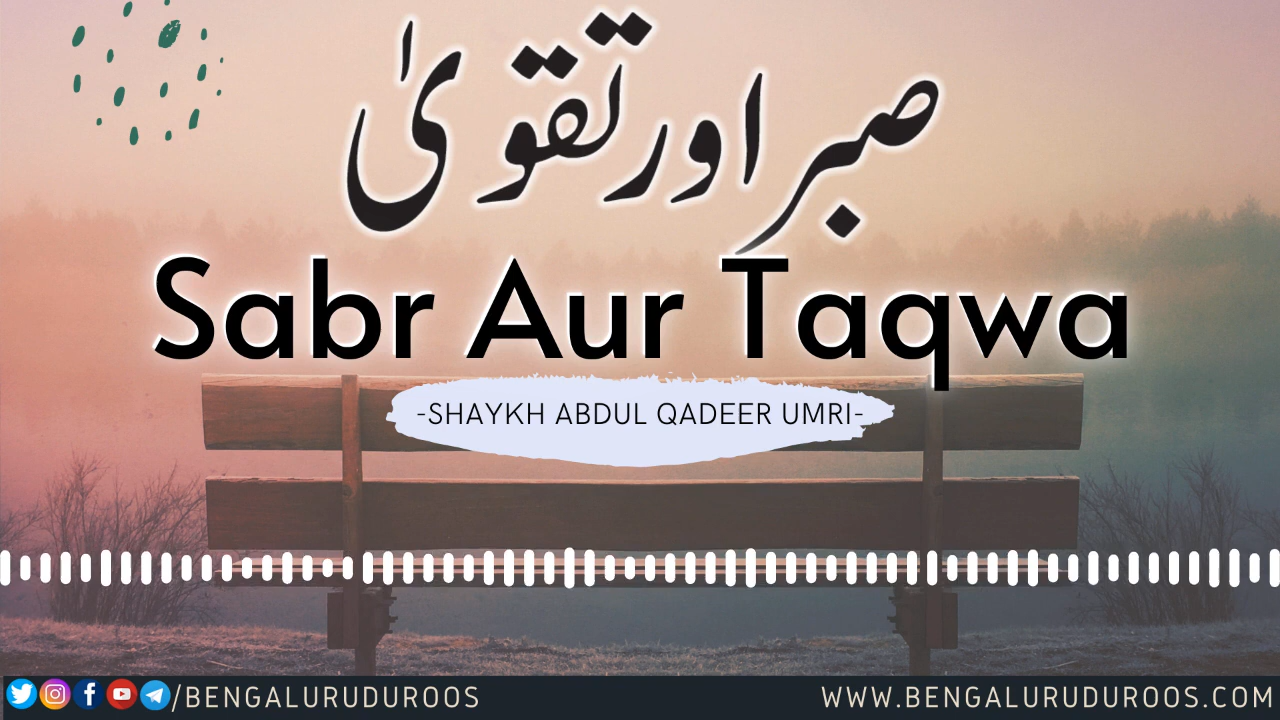 صبر اور تقویٰ
Sabr Aur Taqwa
-SHAYKH ABDUL QADEER UMRI-
/BENGALURUDUROOS
WWW.BENGALURUDUROOS.COM